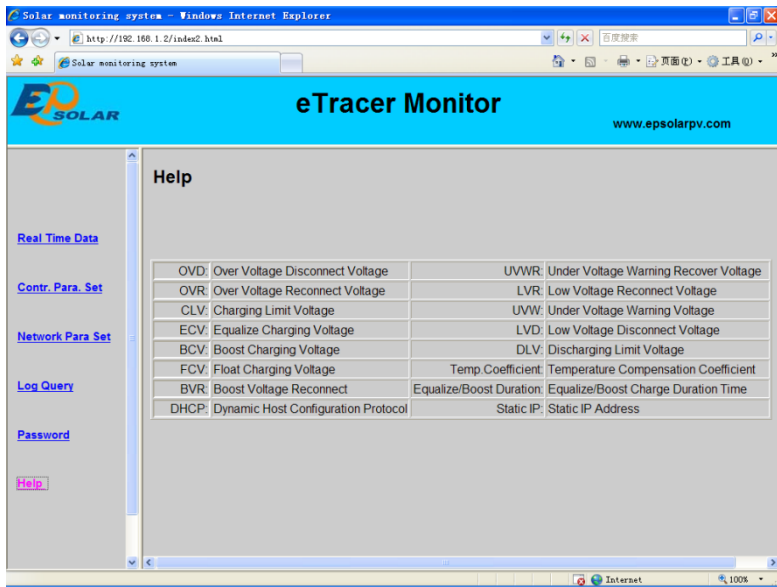 Solar monitoring system - Windows Internet Explorer
http://192.168.1.2/index2.html
百度搜索
Solar monitoring system
页面(P)
工具(O)
EPSOLAR
eTracer Monitor
www.epsolarpv.com
Help
Real Time Data
Contr. Para. Set
Network Para Set
Log Query
Password
Help
OVD: Over Voltage Disconnect Voltage UVWR: Under Voltage Warning Recover Voltage
OVR: Over Voltage Reconnect Voltage LVR: Low Voltage Reconnect Voltage
CLV: Charging Limit Voltage UVW: Under Voltage Warning Voltage
ECV: Equalize Charging Voltage LVD: Low Voltage Disconnect Voltage
BCV: Boost Charging Voltage DLV: Discharging Limit Voltage
FCV: Float Charging Voltage Temp.Coefficient: Temperature Compensation Coefficient
BVR: Boost Voltage Reconnect Equalize/Boost Duration: Equalize/Boost Charge Duration Time
DHCP: Dynamic Host Configuration Protocol Static IP: Static IP Address
Internet
100%